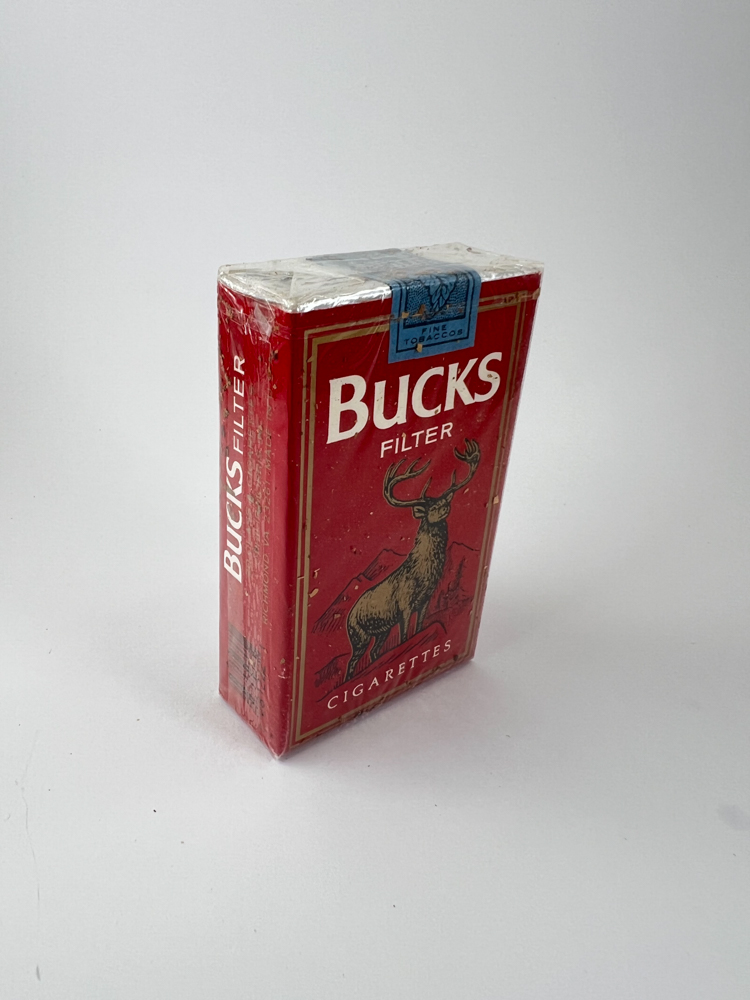 FINE
TOBACCOS
BUCKS
FILTER
CIGARETTES
BUCKS FILTER